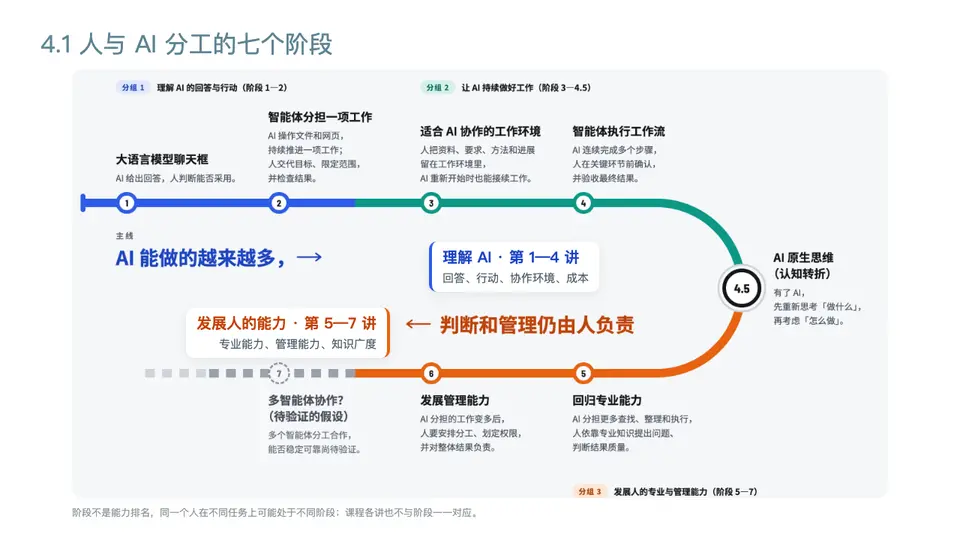 4.1 人与 AI 分工的七个阶段
分组 1 理解 AI 的回答与行动（阶段 1—2）
分组 2 让 AI 持续做好工作（阶段 3—4.5）
大语言模型聊天框
AI 给出回答，人判断能否采用。
智能体分担一项工作
AI 操作文件和网页，
持续推进一项工作；
人交代目标、限定范围，
并检查结果。
适合 AI 协作的工作环境
人把资料、要求、方法和进展
留在工作环境里，
AI 重新开始时也能接续工作。
智能体执行工作流
AI 连续完成多个步骤，
人在关键环节前确认，
并验收最终结果。
1
2
3
4
主线
AI 能做的越来越多，→
理解 AI · 第 1—4 讲
回答、行动、协作环境、成本
4.5
AI 原生思维
（认知转折）
有了 AI，
先重新思考「做什么」，
再考虑「怎么做」。
发展人的能力 · 第 5—7 讲
专业能力、管理能力、知识广度
← 判断和管理仍由人负责
7
6
5
多智能体协作？
（待验证的假设）
多个智能体分工合作，
能否稳定可靠尚待验证。
发展管理能力
AI 分担的工作变多后，
人要安排分工、划定权限，
并对整体结果负责。
回归专业能力
AI 分担更多查找、整理和执行，
人依靠专业知识提出问题、
判断结果质量。
分组 3 发展人的专业与管理能力（阶段 5—7）
阶段不是能力排名，同一个人在不同任务上可能处于不同阶段；课程各讲也不与阶段一一对应。